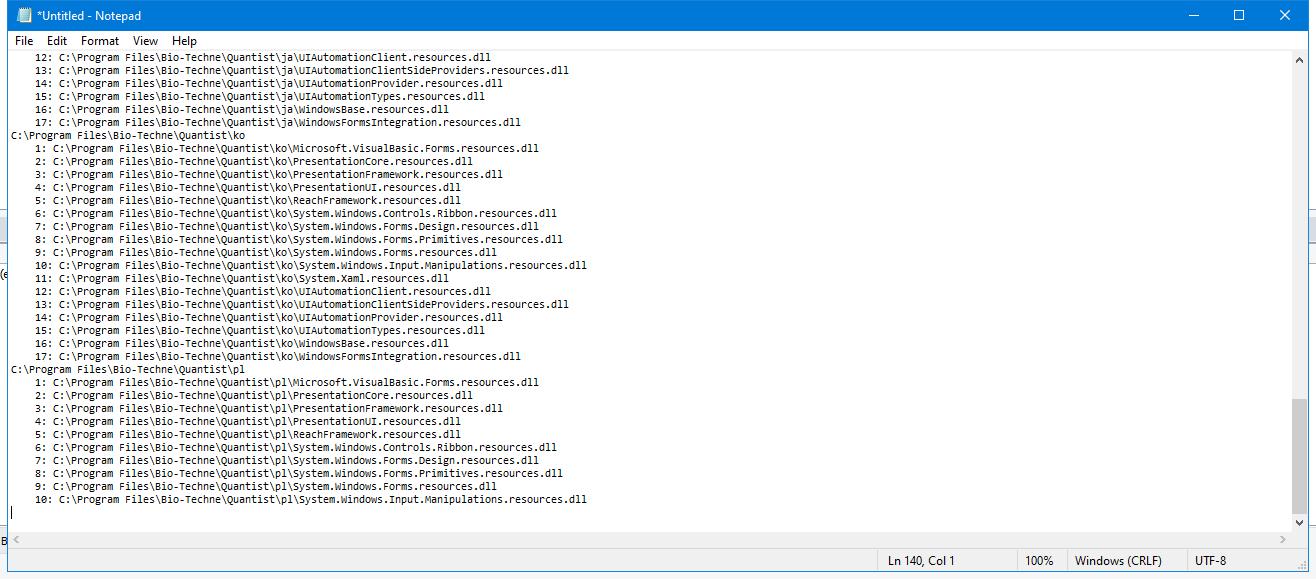 *Untitled - Notepad
File Edit Format View Help
12: C:\Program Files\Bio-Techne\Quantist\ja\UIAutomationClient.resources.dll
13: C:\Program Files\Bio-Techne\Quantist\ja\UIAutomationClientSideProviders.resources.dll
14: C:\Program Files\Bio-Techne\Quantist\ja\UIAutomationProvider.resources.dll
15: C:\Program Files\Bio-Techne\Quantist\ja\UIAutomationTypes.resources.dll
16: C:\Program Files\Bio-Techne\Quantist\ja\WindowsBase.resources.dll
17: C:\Program Files\Bio-Techne\Quantist\ja\WindowsFormsIntegration.resources.dll
C:\Program Files\Bio-Techne\Quantist\ko
1: C:\Program Files\Bio-Techne\Quantist\ko\Microsoft.VisualBasic.Forms.resources.dll
2: C:\Program Files\Bio-Techne\Quantist\ko\PresentationCore.resources.dll
3: C:\Program Files\Bio-Techne\Quantist\ko\PresentationFramework.resources.dll
4: C:\Program Files\Bio-Techne\Quantist\ko\PresentationUI.resources.dll
5: C:\Program Files\Bio-Techne\Quantist\ko\ReachFramework.resources.dll
6: C:\Program Files\Bio-Techne\Quantist\ko\System.Windows.Controls.Ribbon.resources.dll
7: C:\Program Files\Bio-Techne\Quantist\ko\System.Windows.Forms.Design.resources.dll
8: C:\Program Files\Bio-Techne\Quantist\ko\System.Windows.Forms.Primitives.resources.dll
9: C:\Program Files\Bio-Techne\Quantist\ko\System.Windows.Forms.resources.dll
10: C:\Program Files\Bio-Techne\Quantist\ko\System.Windows.Input.Manipulations.resources.dll
11: C:\Program Files\Bio-Techne\Quantist\ko\System.Xaml.resources.dll
12: C:\Program Files\Bio-Techne\Quantist\ko\UIAutomationClient.resources.dll
13: C:\Program Files\Bio-Techne\Quantist\ko\UIAutomationClientSideProviders.resources.dll
14: C:\Program Files\Bio-Techne\Quantist\ko\UIAutomationProvider.resources.dll
15: C:\Program Files\Bio-Techne\Quantist\ko\UIAutomationTypes.resources.dll
16: C:\Program Files\Bio-Techne\Quantist\ko\WindowsBase.resources.dll
17: C:\Program Files\Bio-Techne\Quantist\ko\WindowsFormsIntegration.resources.dll
C:\Program Files\Bio-Techne\Quantist\pl
1: C:\Program Files\Bio-Techne\Quantist\pl\Microsoft.VisualBasic.Forms.resources.dll
2: C:\Program Files\Bio-Techne\Quantist\pl\PresentationCore.resources.dll
3: C:\Program Files\Bio-Techne\Quantist\pl\PresentationFramework.resources.dll
4: C:\Program Files\Bio-Techne\Quantist\pl\PresentationUI.resources.dll
5: C:\Program Files\Bio-Techne\Quantist\pl\ReachFramework.resources.dll
6: C:\Program Files\Bio-Techne\Quantist\pl\System.Windows.Controls.Ribbon.resources.dll
7: C:\Program Files\Bio-Techne\Quantist\pl\System.Windows.Forms.Design.resources.dll
8: C:\Program Files\Bio-Techne\Quantist\pl\System.Windows.Forms.Primitives.resources.dll
9: C:\Program Files\Bio-Techne\Quantist\pl\System.Windows.Forms.resources.dll
10: C:\Program Files\Bio-Techne\Quantist\pl\System.Windows.Input.Manipulations.resources.dll
Ln 140, Col 1 100% Windows (CRLF) UTF-8